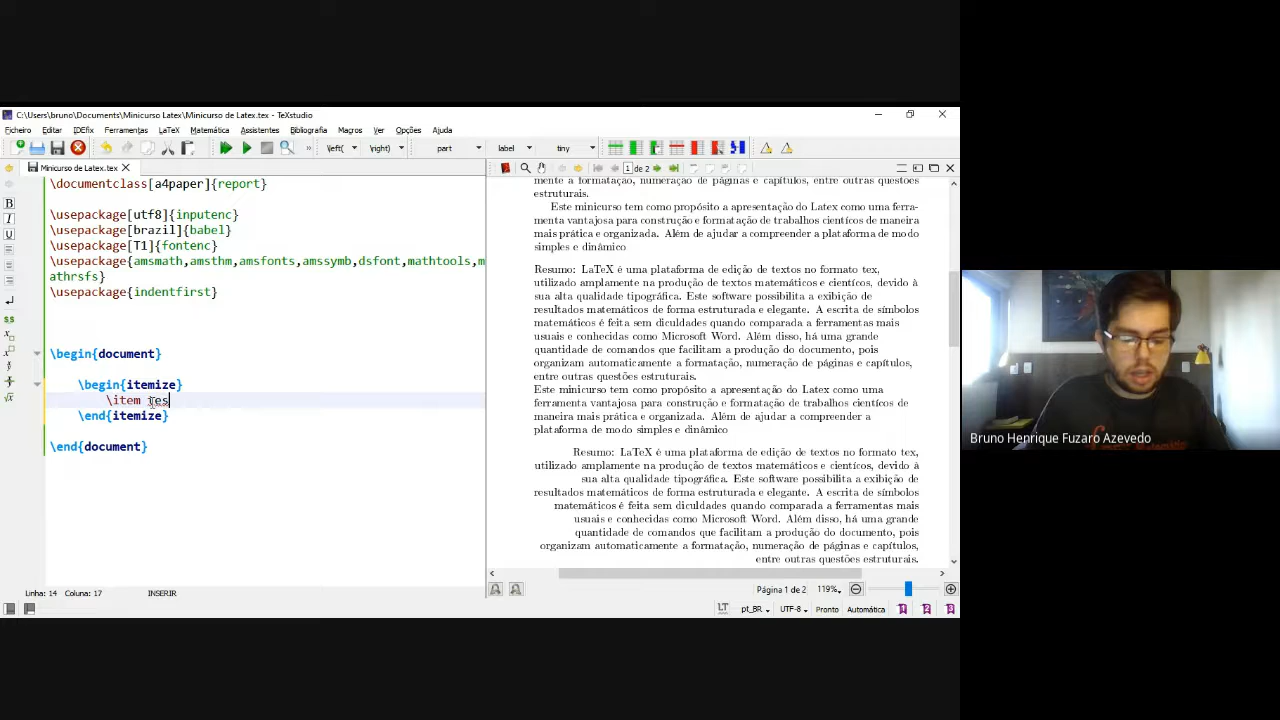 C:\Users\bruno\Documents\Minicurso Latex\Minicurso de Latex.tex - TeXstudio
Ficheiro Editar IDEfix Ferramentas LaTeX Matemática Assistentes Bibliografia Macros Ver Opções Ajuda
\left( \right) part label tiny
Minicurso de Latex.tex
1 de 2
\documentclass[a4paper]{report}
\usepackage[utf8]{inputenc}
\usepackage[brazil]{babel}
\usepackage[T1]{fontenc}
\usepackage{amsmath,amsthm,amsfonts,amssymb,dsfont,mathtools,m
athrsfs}
\usepackage{indentfirst}
\begin{document}
\begin{itemize}
\item tes
\end{itemize}
\end{document}
Linha: 14 Coluna: 17 INSERIR
mente a formatação, numeração de páginas e capítulos, entre outras questões
estruturais.
Este minicurso tem como propósito a apresentação do Latex como uma ferra-
menta vantajosa para construção e formatação de trabalhos cientícos de maneira
mais prática e organizada. Além de ajudar a compreender a plataforma de modo
simples e dinâmico
Resumo: LaTeX é uma plataforma de edição de textos no formato tex,
utilizado amplamente na produção de textos matemáticos e cientícos, devido à
sua alta qualidade tipográfica. Este software possibilita a exibição de
resultados matemáticos de forma estruturada e elegante. A escrita de símbolos
matemáticos é feita sem diculdades quando comparada a ferramentas mais
usuais e conhecidas como Microsoft Word. Além disso, há uma grande
quantidade de comandos que facilitam a produção do documento, pois
organizam automaticamente a formatação, numeração de páginas e capítulos,
entre outras questões estruturais.
Este minicurso tem como propósito a apresentação do Latex como uma
ferramenta vantajosa para construção e formatação de trabalhos cientícos de
maneira mais prática e organizada. Além de ajudar a compreender a
plataforma de modo simples e dinâmico
Resumo: LaTeX é uma plataforma de edição de textos no formato tex,
utilizado amplamente na produção de textos matemáticos e cientícos, devido à
sua alta qualidade tipográfica. Este software possibilita a exibição de
resultados matemáticos de forma estruturada e elegante. A escrita de símbolos
matemáticos é feita sem diculdades quando comparada a ferramentas mais
usuais e conhecidas como Microsoft Word. Além disso, há uma grande
quantidade de comandos que facilitam a produção do documento, pois
organizam automaticamente a formatação, numeração de páginas e capítulos,
entre outras questões estruturais.
Página 1 de 2 119%
LT pt_BR UTF-8 Pronto Automática
Bruno Henrique Fuzaro Azevedo